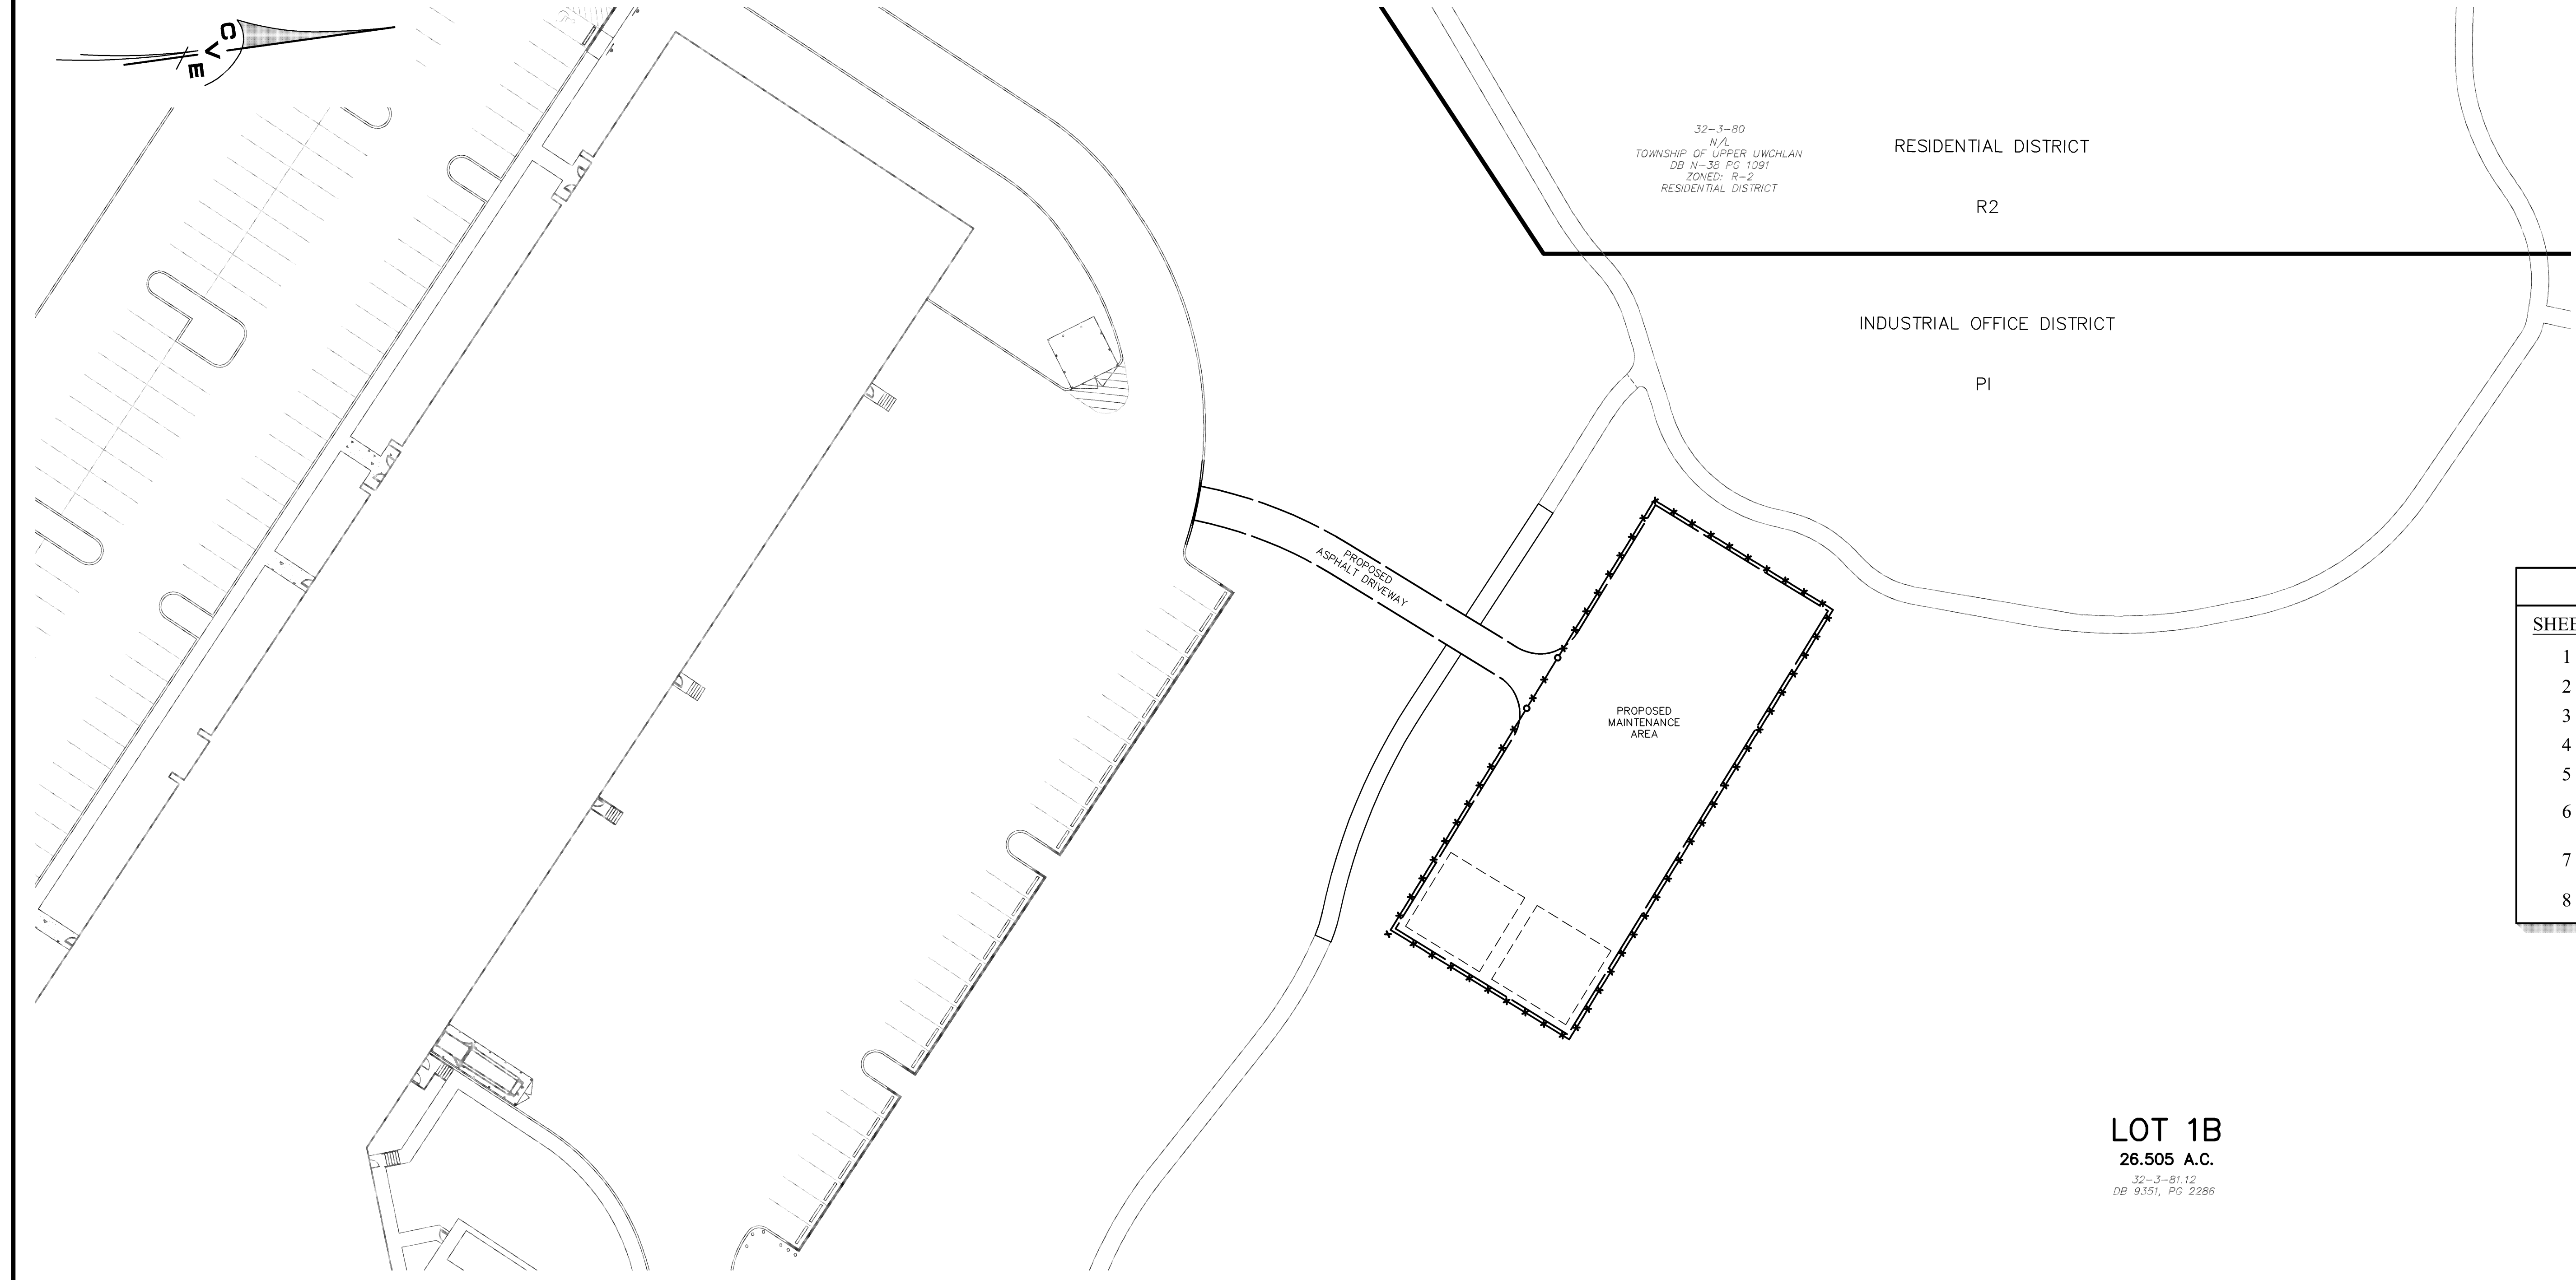 CVE
32-3-80
N/L
TOWNSHIP OF UPPER UWCHLAN
DB N-38 PG 1091
ZONED: R-2
RESIDENTIAL DISTRICT
RESIDENTIAL DISTRICT
R2
INDUSTRIAL OFFICE DISTRICT
PI
PROPOSED
ASPHALT DRIVEWAY
PROPOSED
MAINTENANCE
AREA
1
2
3
4
5
6
7
8
LOT 1B
26.505 A.C.
32-3-81.12
DB 9351, PG 2286